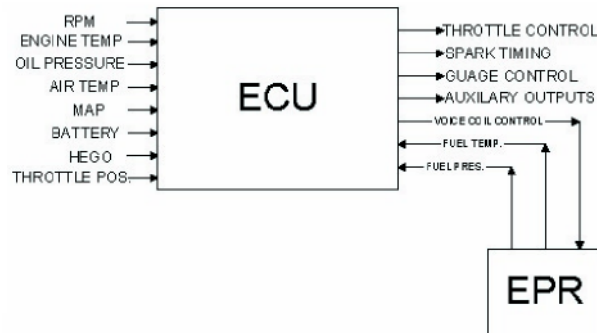 RPM
ENGINE TEMP
OIL PRESSURE
AIR TEMP
MAP
BATTERY
HEGO
THROTTLE POS.
ECU
THROTTLE CONTROL
SPARK TIMING
GUAGE CONTROL
AUXILARY OUTPUTS
VOICE COIL CONTROL
FUEL TEMP.
FUEL PRES.
EPR